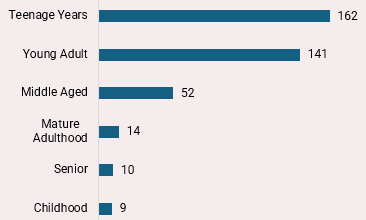 Teenage Years 162
Young Adult 141
Middle Aged 52
Mature
Adulthood 14
Senior 10
Childhood 9